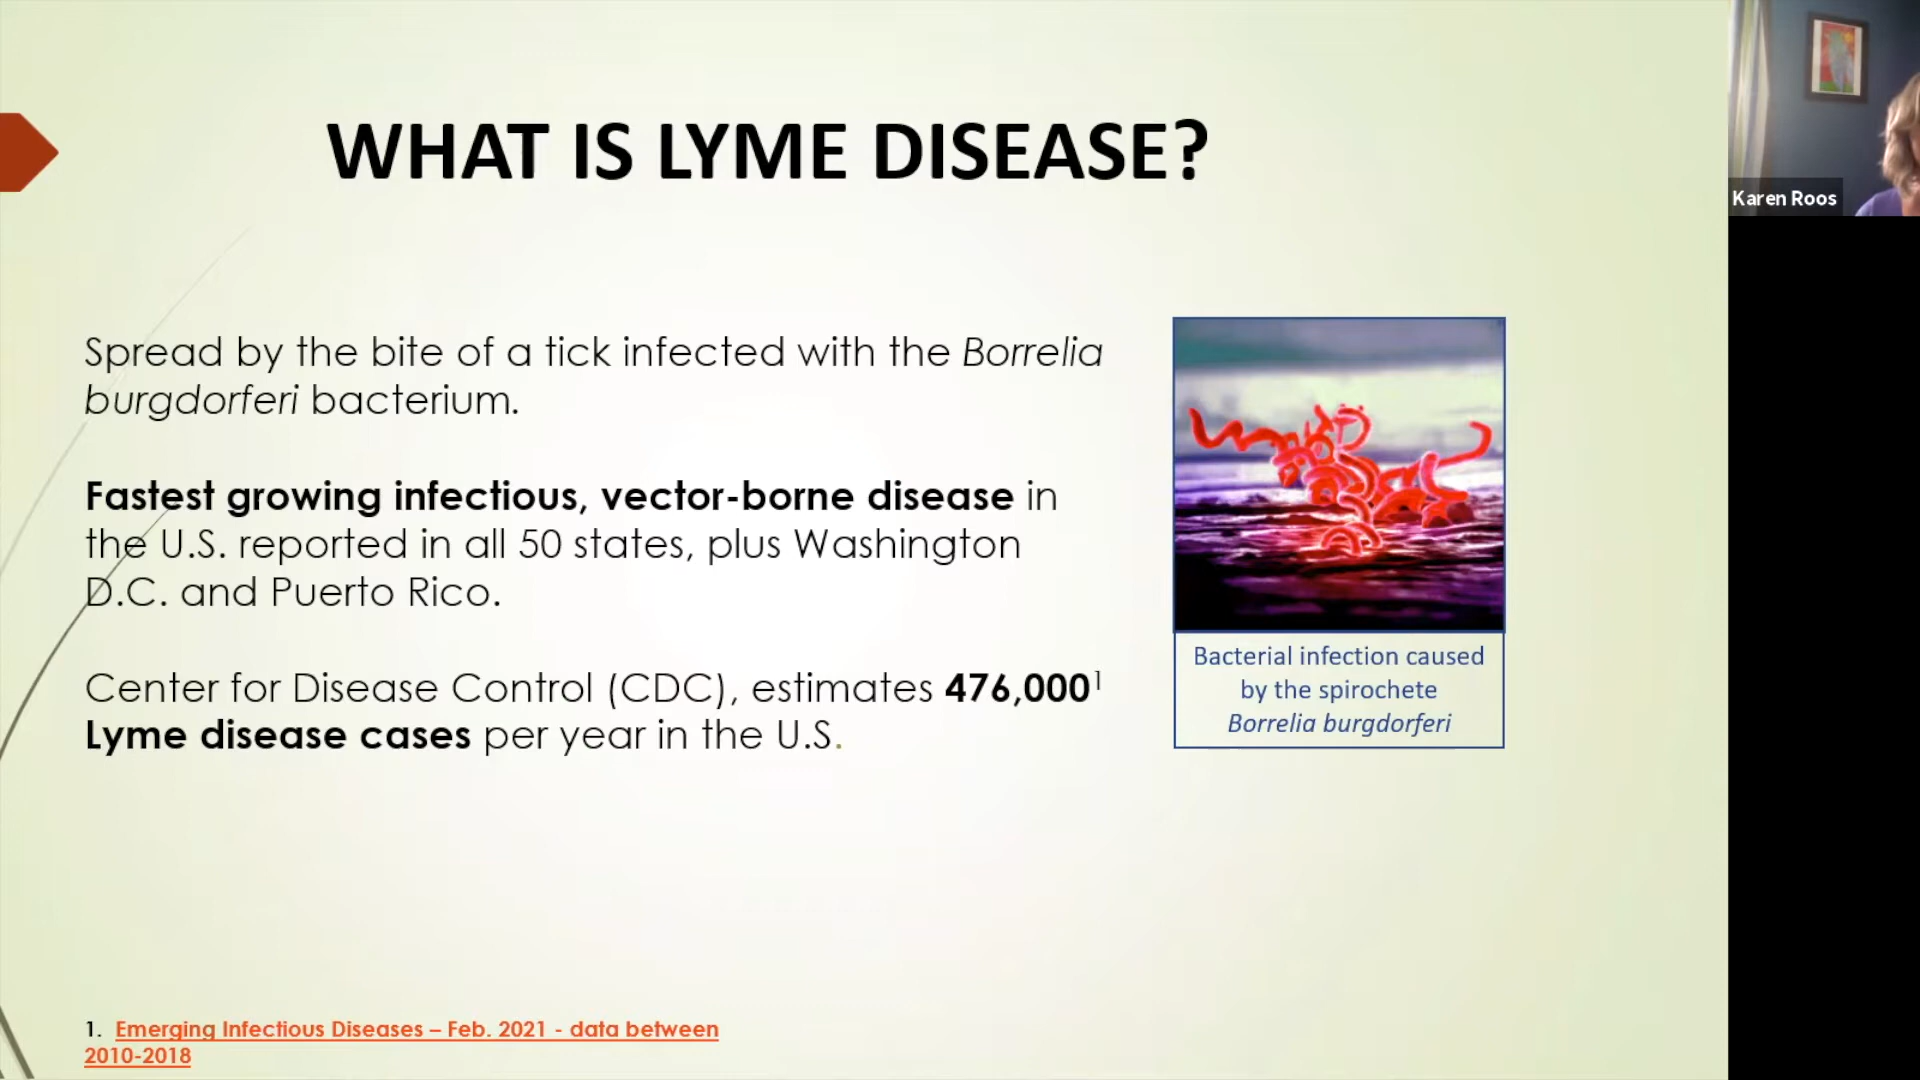 WHAT IS LYME DISEASE?
Karen Roos
Spread by the bite of a tick infected with the Borrelia
burgdorferi bacterium.
Fastest growing infectious, vector-borne disease in
the U.S. reported in all 50 states, plus Washington
D.C. and Puerto Rico.
Center for Disease Control (CDC), estimates 476,000¹
Lyme disease cases per year in the U.S.
Bacterial infection caused
by the spirochete
Borrelia burgdorferi
1. Emerging Infectious Diseases – Feb. 2021 - data between
2010-2018